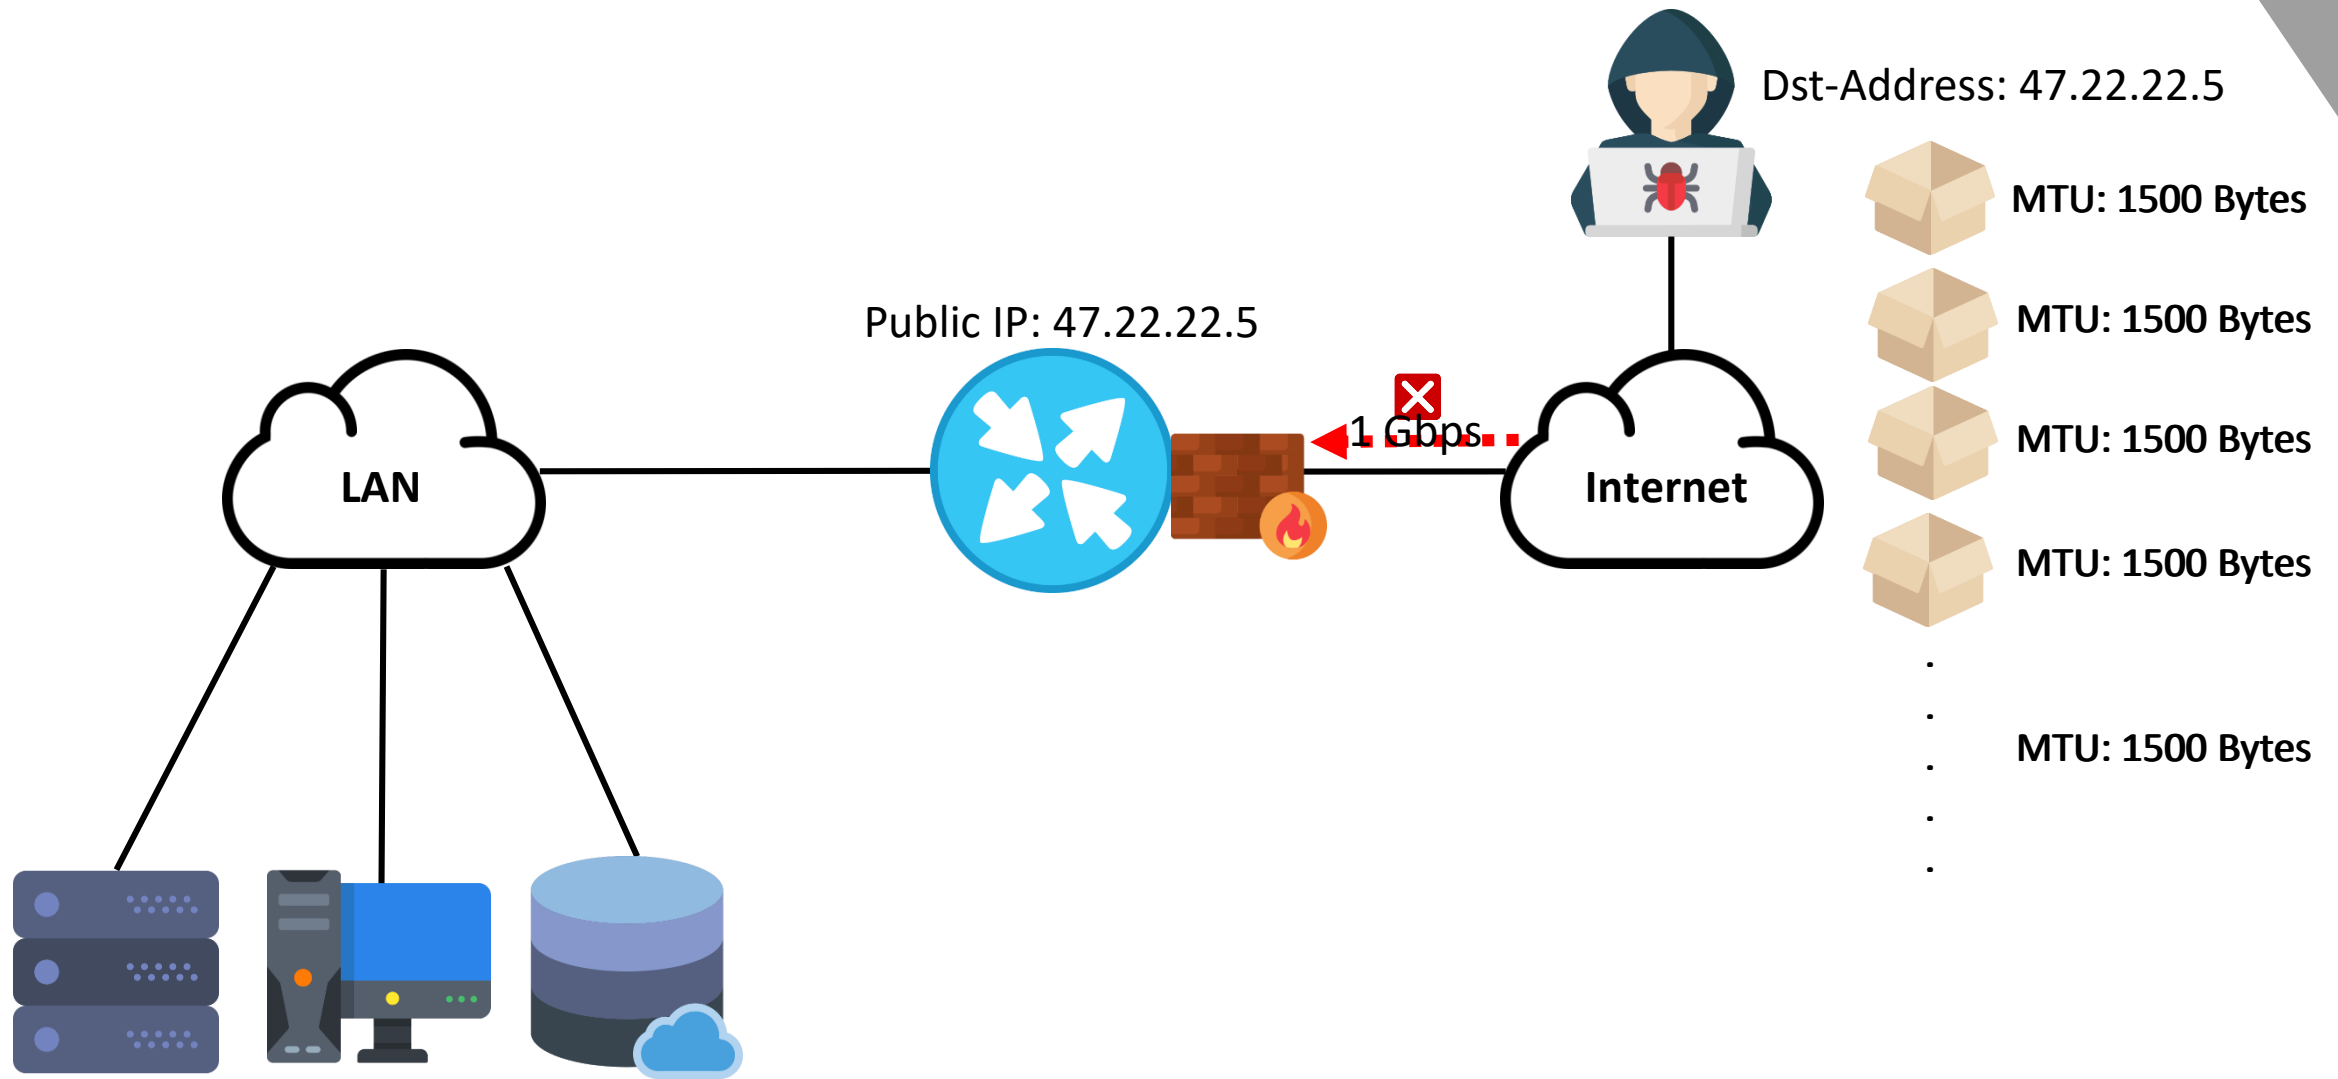 Dst-Address: 47.22.22.5
MTU: 1500 Bytes
Public IP: 47.22.22.5
MTU: 1500 Bytes
1 Gbps
MTU: 1500 Bytes
LAN
Internet
MTU: 1500 Bytes
MTU: 1500 Bytes